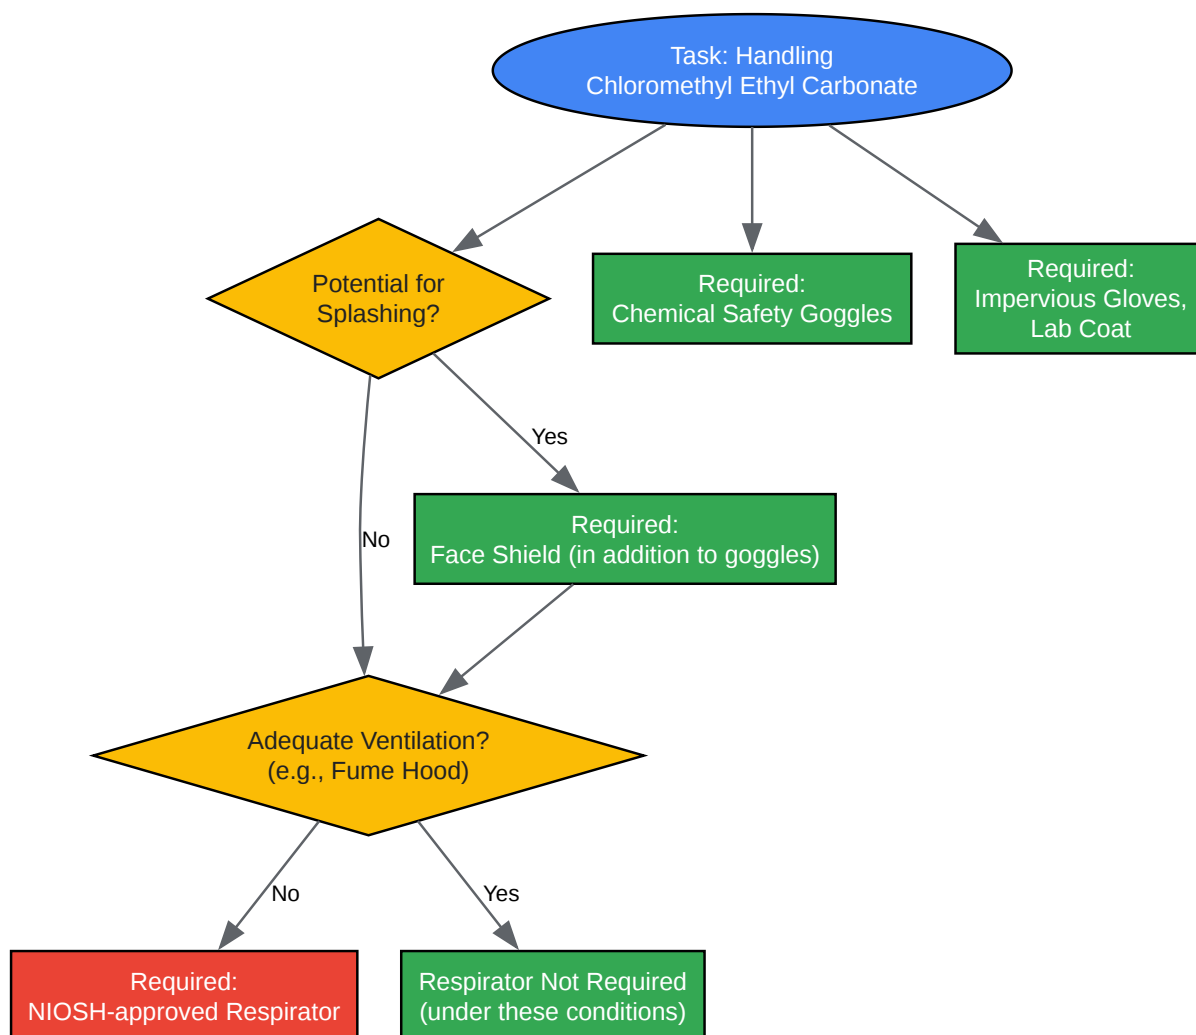 Task: Handling
Chloromethyl Ethyl Carbonate
Potential for
Splashing?
Required:
Chemical Safety Goggles
Required:
Impervious Gloves,
Lab Coat
Yes
No
Required:
Face Shield (in addition to goggles)
Adequate Ventilation?
(e.g., Fume Hood)
No
Yes
Required:
NIOSH-approved Respirator
Respirator Not Required
(under these conditions)